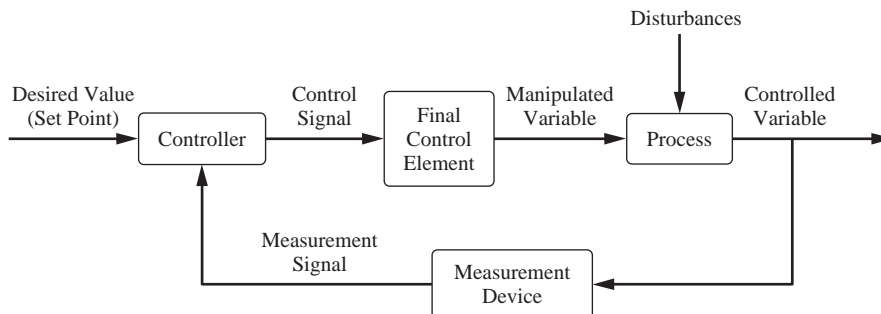 Disturbances
Desired Value
(Set Point)
Controller
Control
Signal
Final
Control
Element
Manipulated
Variable
Process
Controlled
Variable
Measurement
Signal
Measurement
Device